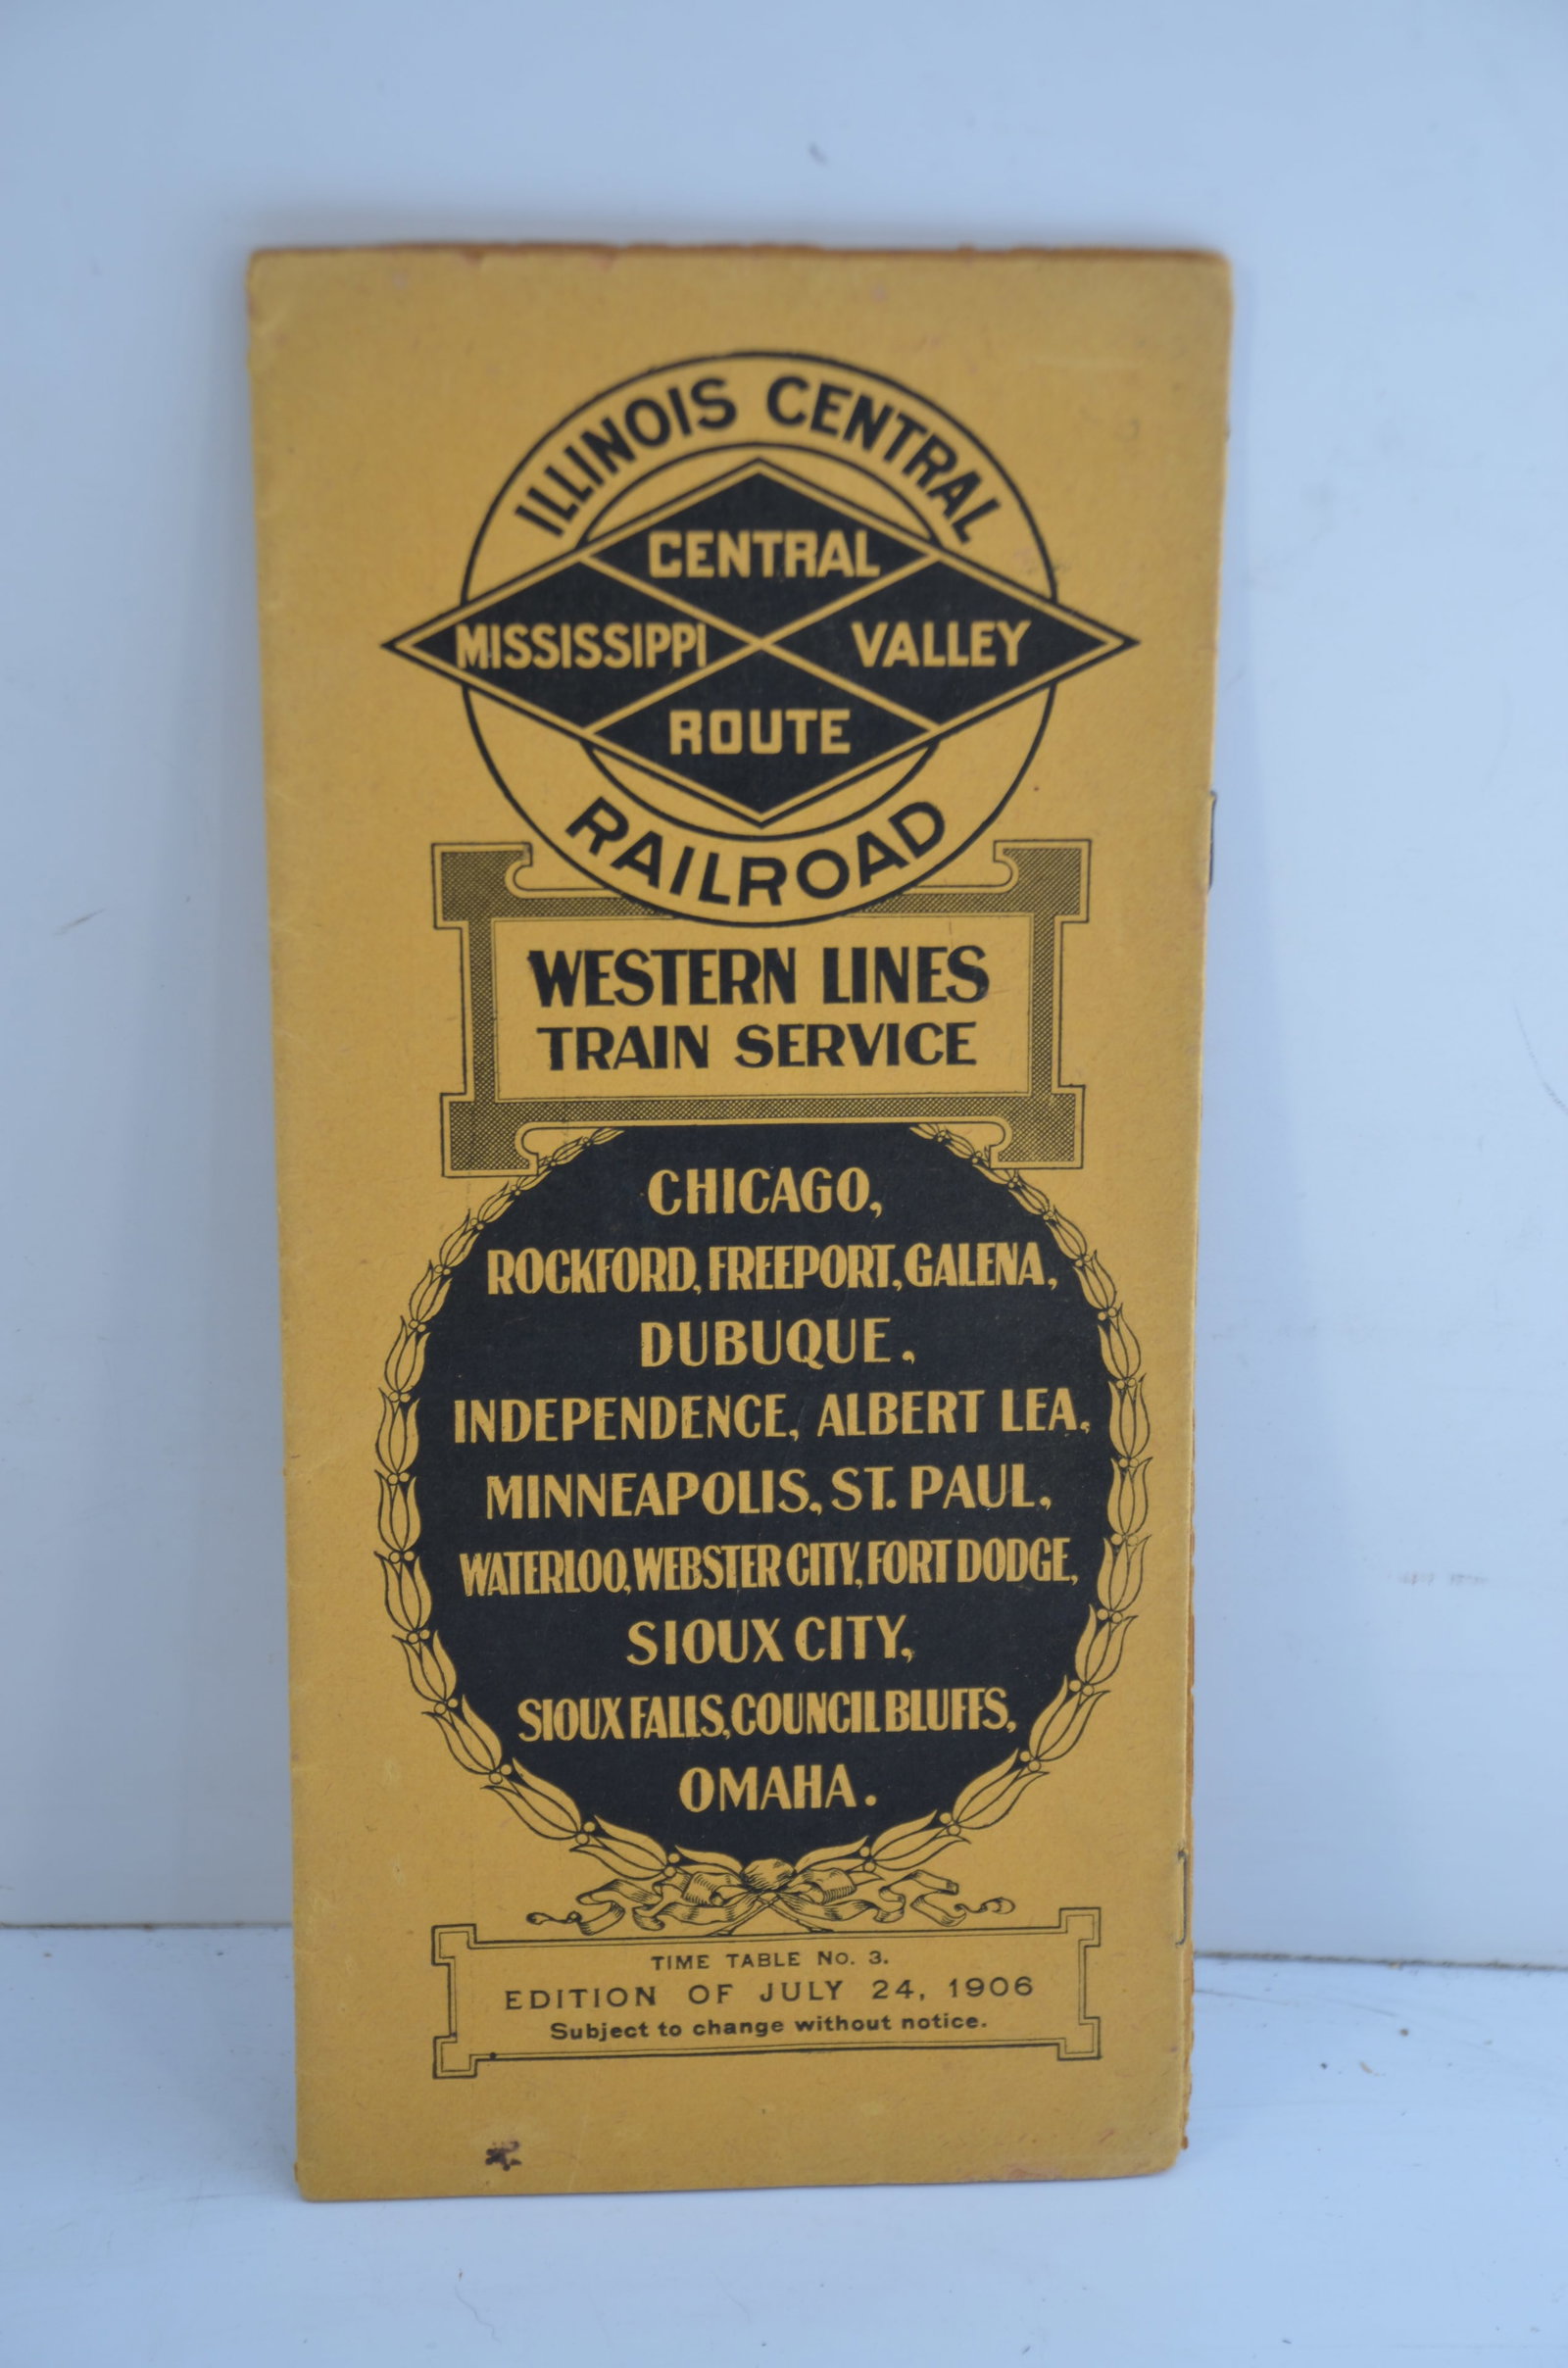 ILLINOIS CENTRAL
CENTRAL
MISSISSIPPI VALLEY
ROUTE
RAILROAD
WESTERN LINES
TRAIN SERVICE
CHICAGO,
ROCKFORD, FREEPORT, GALENA,
DUBUQUE,
INDEPENDENCE, ALBERT LEA,
MINNEAPOLIS, ST. PAUL,
WATERLOO, WEBSTER CITY, FORT DODGE,
SIOUX CITY,
SIOUX FALLS, COUNCIL BLUFFS,
OMAHA.
TIME TABLE No. 3.
EDITION OF JULY 24, 1906
Subject to change without notice.